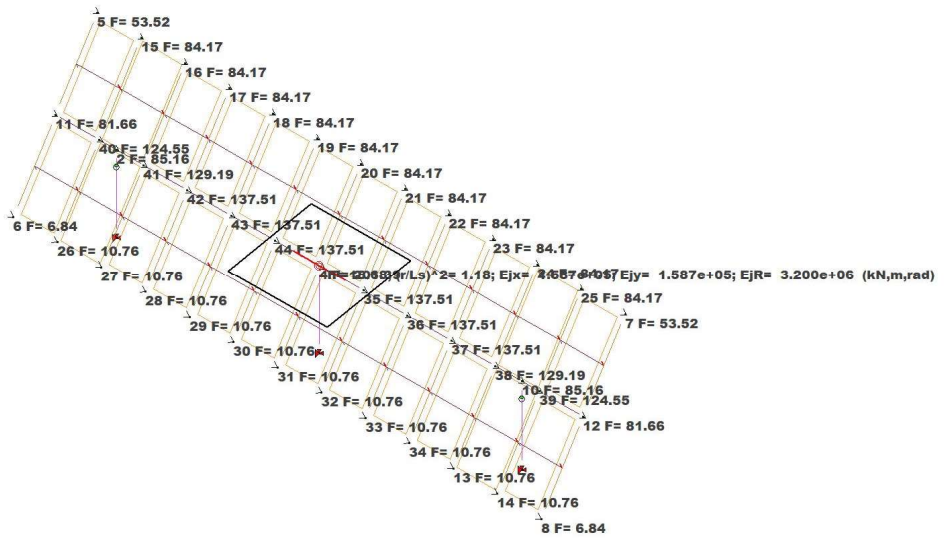 5 F= 53.52
15 F= 84.17
16 F= 84.17
17 F= 84.17
18 F= 84.17
19 F= 84.17
20 F= 84.17
21 F= 84.17
22 F= 84.17
23 F= 84.17
25 F= 84.17
7 F= 53.52
11 F= 81.66
40 F= 124.55
2 F= 85.16
41 F= 129.19
42 F= 137.51
43 F= 137.51
44 F= 137.51
(r/Ls)^2= 1.18; Ejx= Ejy= 1.587e+05; EjR= 3.200e+06 (kN,m,rad)
35 F= 137.51
36 F= 137.51
37 F= 137.51
38 F= 129.19
10 F= 85.16
39 F= 124.55
12 F= 81.66
6 F= 6.84
26 F= 10.76
27 F= 10.76
28 F= 10.76
29 F= 10.76
30 F= 10.76
31 F= 10.76
32 F= 10.76
33 F= 10.76
34 F= 10.76
13 F= 10.76
14 F= 10.76
8 F= 6.84